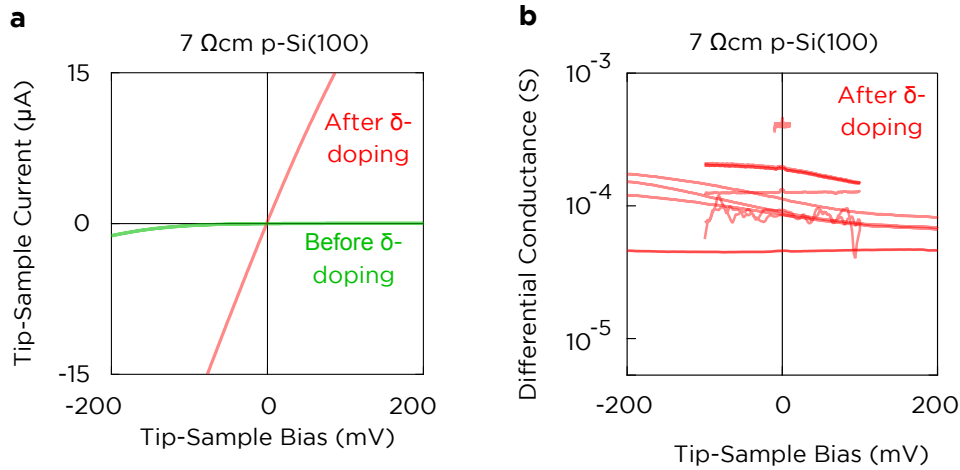 a
7 Ωcm p-Si(100)
Tip-Sample Current (µA)
15
0
-15
After δ-
doping
Before δ-
doping
-200
0
200
Tip-Sample Bias (mV)
b
7 Ωcm p-Si(100)
Differential Conductance (S)
10⁻³
10⁻⁴
10⁻⁵
After δ-
doping
-200
0
200
Tip-Sample Bias (mV)